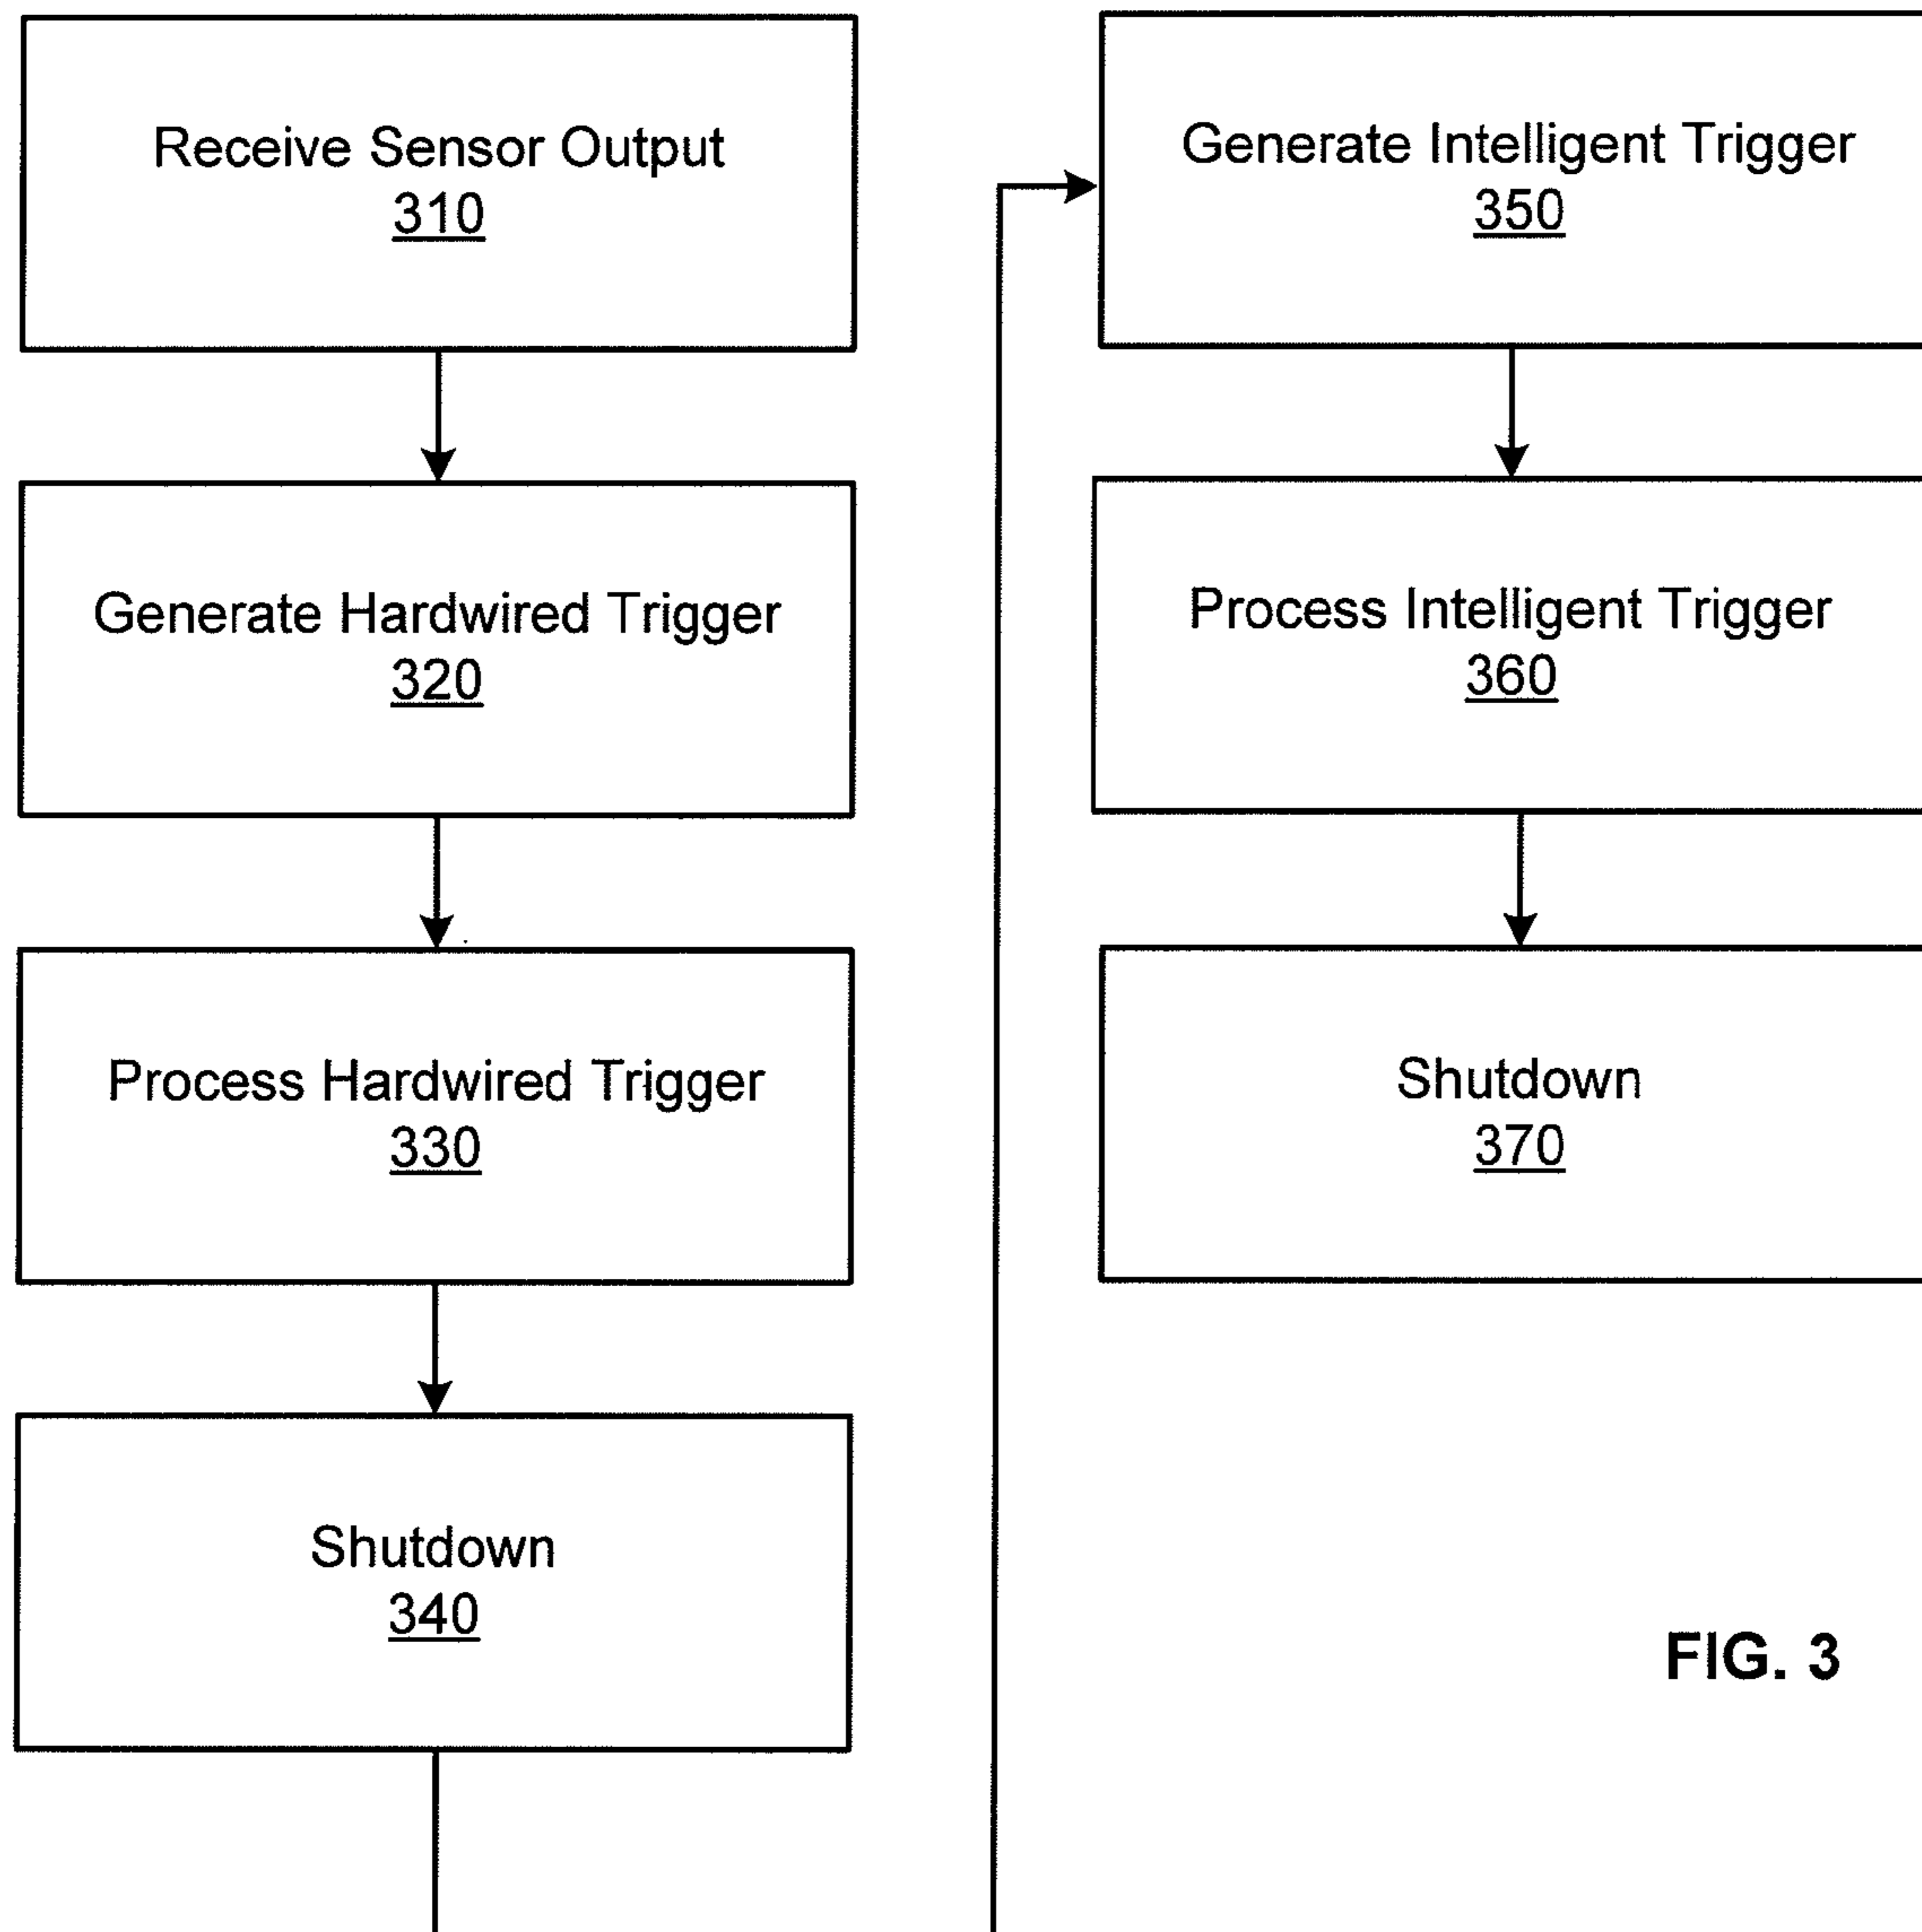 Receive Sensor Output
310
Generate Hardwired Trigger
320
Process Hardwired Trigger
330
Shutdown
340
Generate Intelligent Trigger
350
Process Intelligent Trigger
360
Shutdown
370
FIG. 3